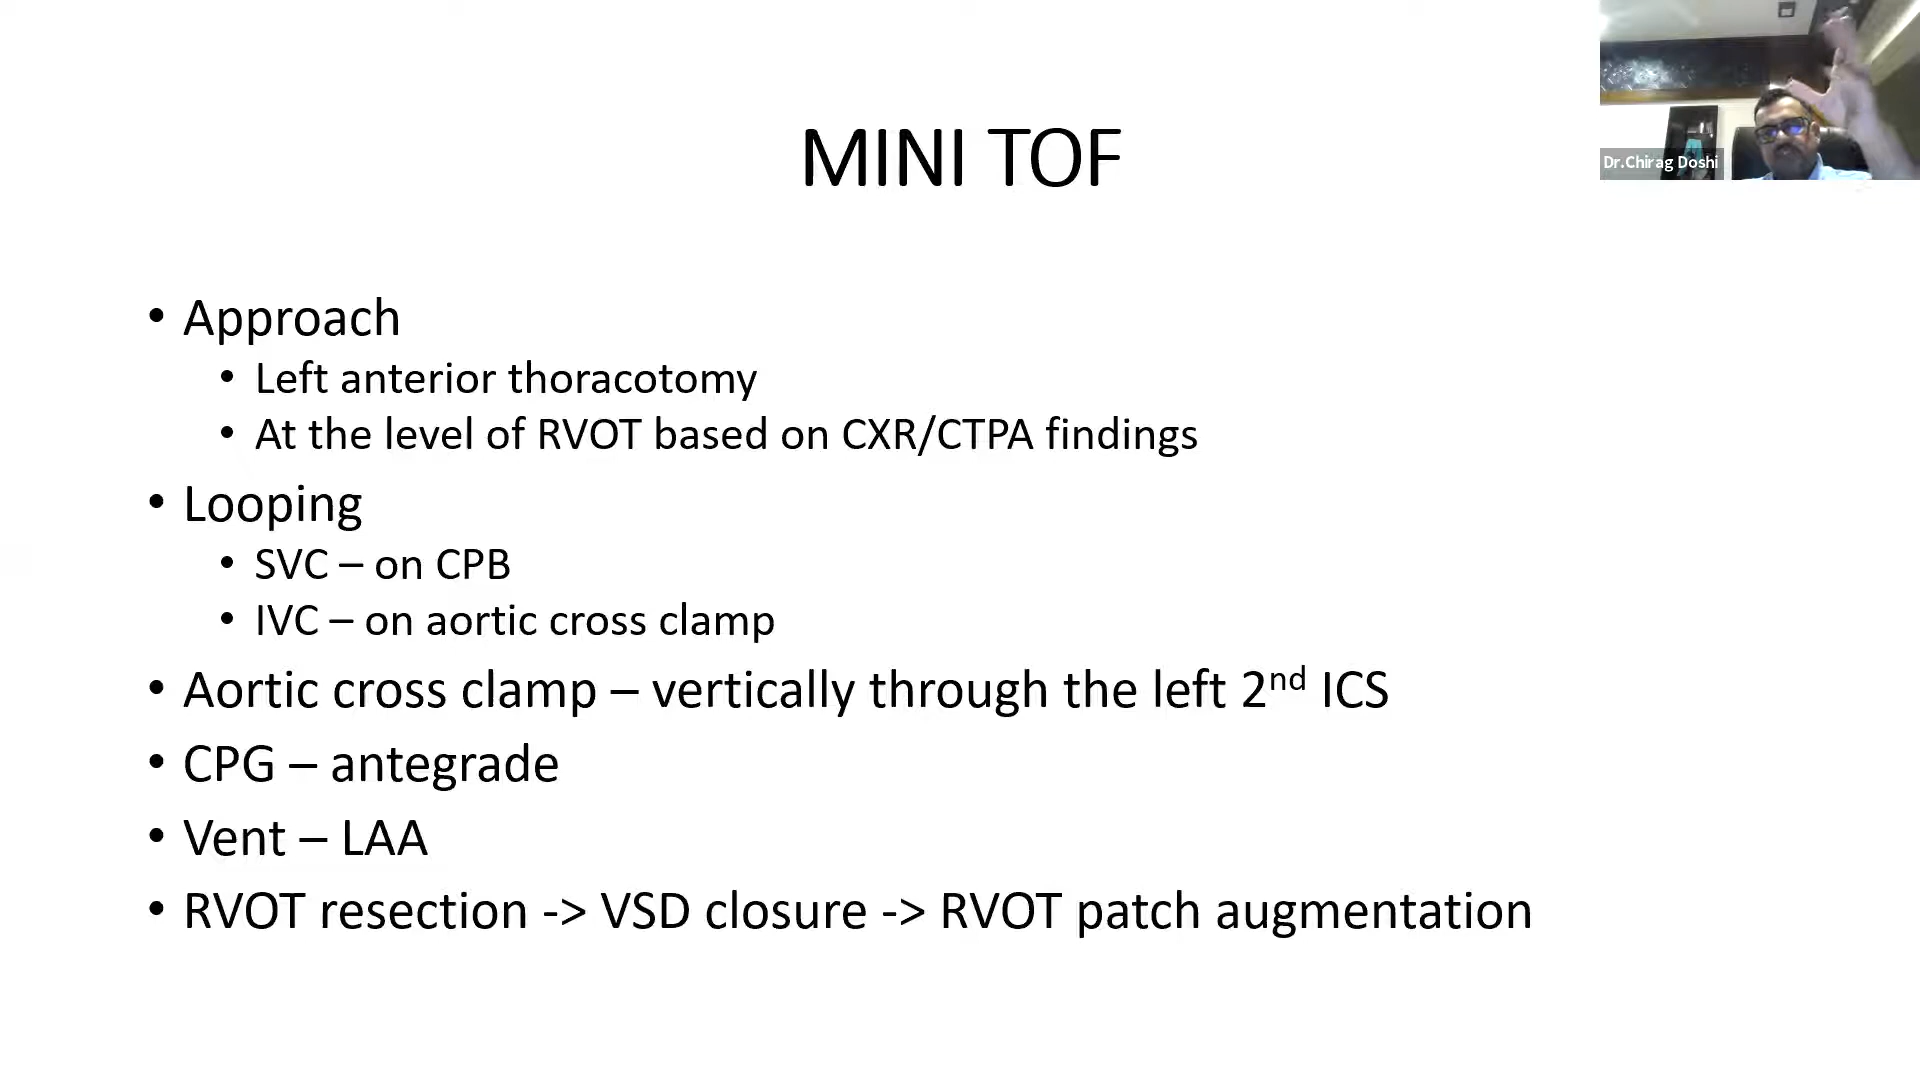 Dr.Chirag Doshi
MINI TOF
• Approach
• Left anterior thoracotomy
• At the level of RVOT based on CXR/CTPA findings
• Looping
• SVC – on CPB
• IVC – on aortic cross clamp
• Aortic cross clamp – vertically through the left 2nd ICS
• CPG – antegrade
• Vent – LAA
• RVOT resection -> VSD closure -> RVOT patch augmentation